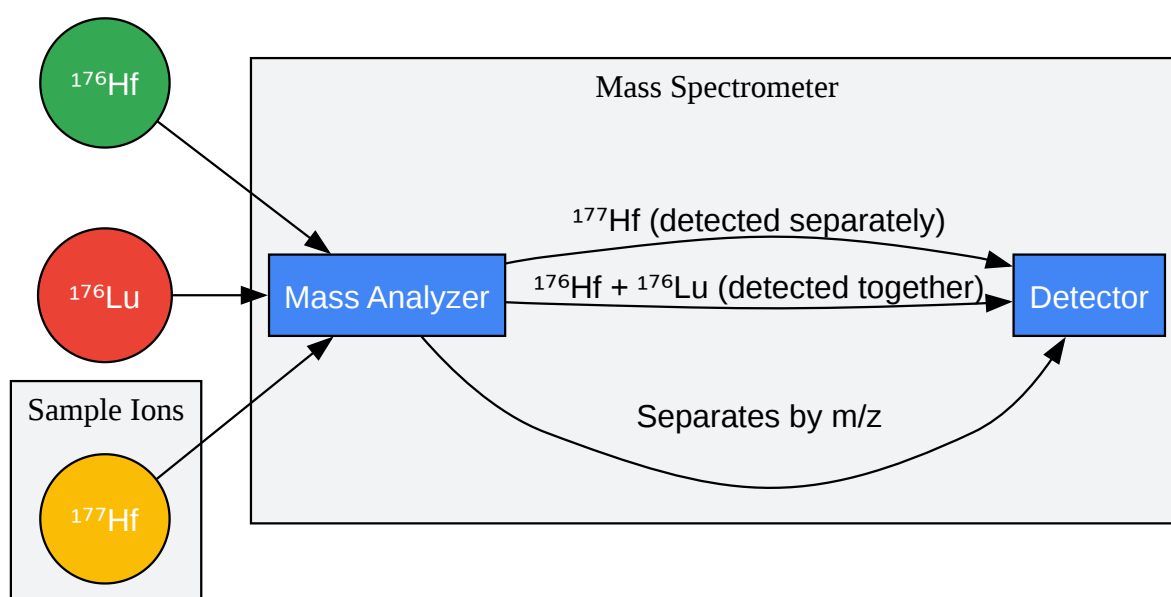 ¹⁷⁶Hf
Mass Spectrometer
¹⁷⁷Hf (detected separately)
¹⁷⁶Lu
Mass Analyzer
¹⁷⁶Hf + ¹⁷⁶Lu (detected together)
Detector
Sample Ions
Separates by m/z
¹⁷⁷Hf